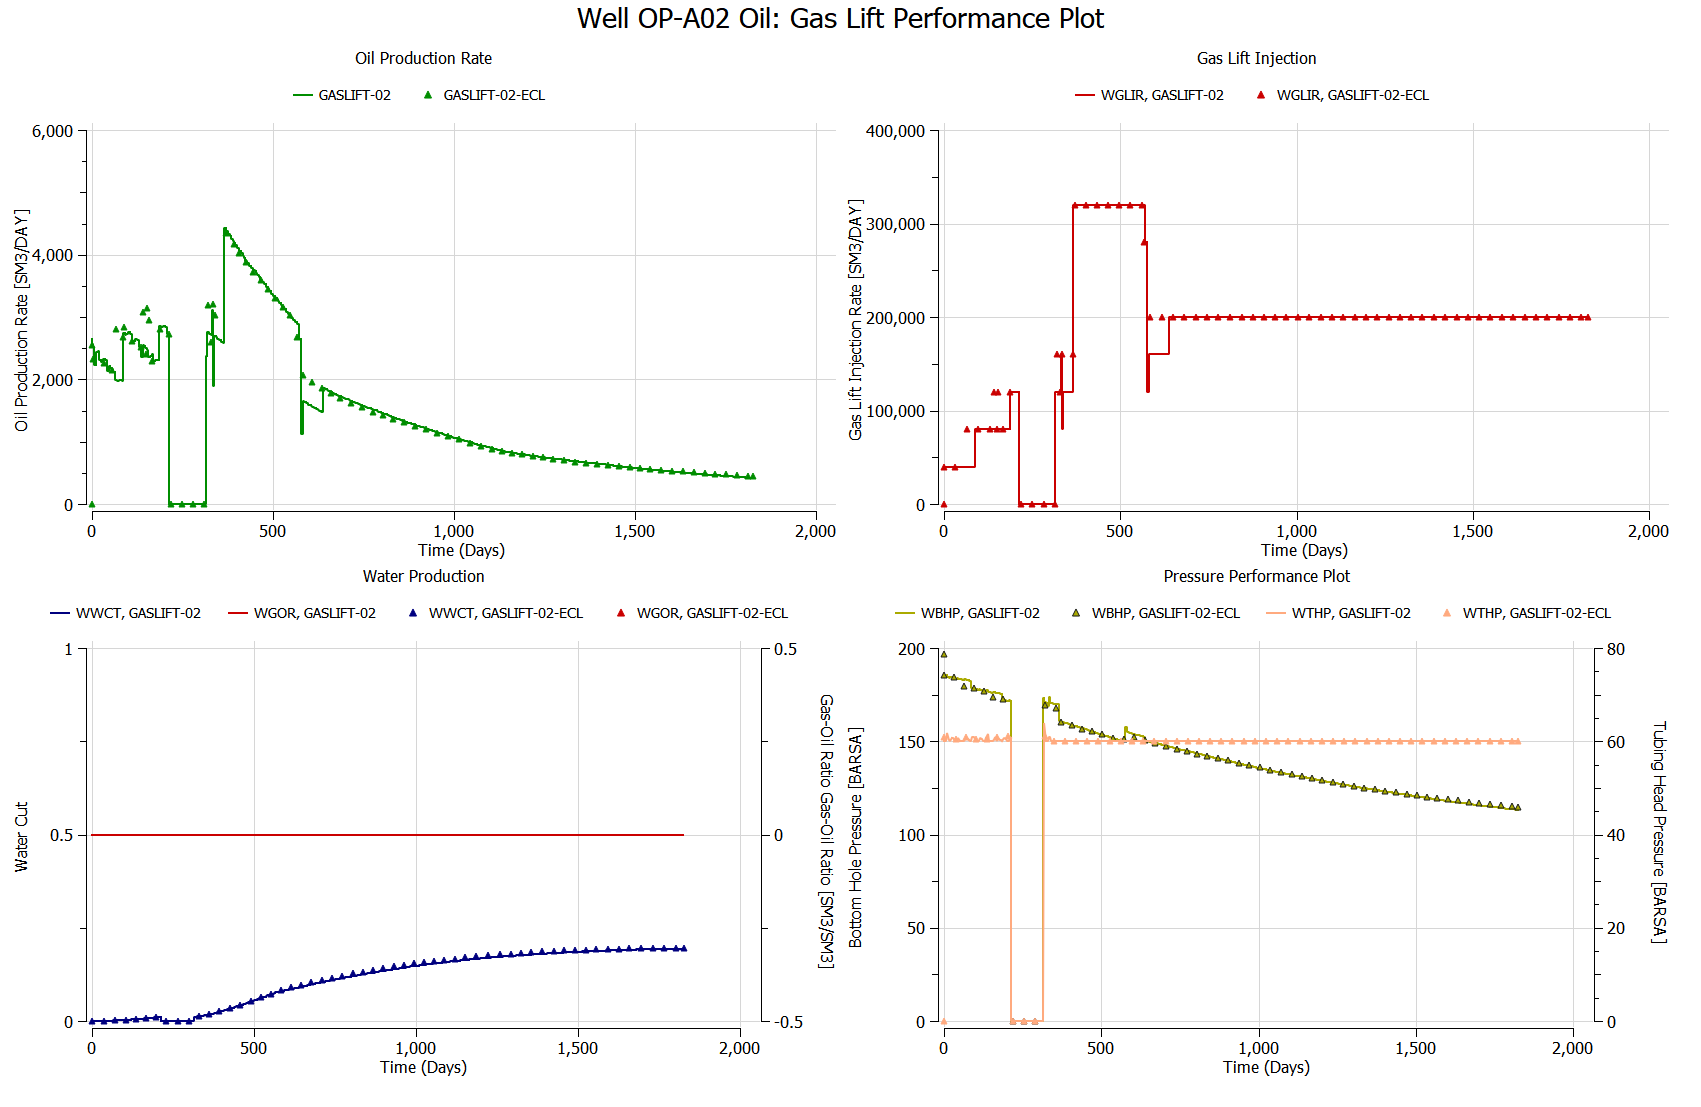 Well OP-A02 Oil: Gas Lift Performance Plot
Oil Production Rate
GASLIFT-02
GASLIFT-02-ECL
Oil Production Rate [SM3/DAY]
6,000
4,000
2,000
0
0
500
1,000
1,500
2,000
Time (Days)
Gas Lift Injection
WGLIR, GASLIFT-02
WGLIR, GASLIFT-02-ECL
Gas Lift Injection Rate [SM3/DAY]
400,000
300,000
200,000
100,000
0
0
500
1,000
1,500
2,000
Time (Days)
Water Production
WWCT, GASLIFT-02
WGOR, GASLIFT-02
WWCT, GASLIFT-02-ECL
WGOR, GASLIFT-02-ECL
Water Cut
1
0.5
0
0.5
0
-0.5
Gas-Oil Ratio Gas-Oil Ratio [SM3/SM3]
0
500
1,000
1,500
2,000
Time (Days)
Pressure Performance Plot
WBHP, GASLIFT-02
WBHP, GASLIFT-02-ECL
WTHP, GASLIFT-02
WTHP, GASLIFT-02-ECL
Bottom Hole Pressure [BARSA]
200
150
100
50
0
80
60
40
20
0
Tubing Head Pressure [BARSA]
0
500
1,000
1,500
2,000
Time (Days)